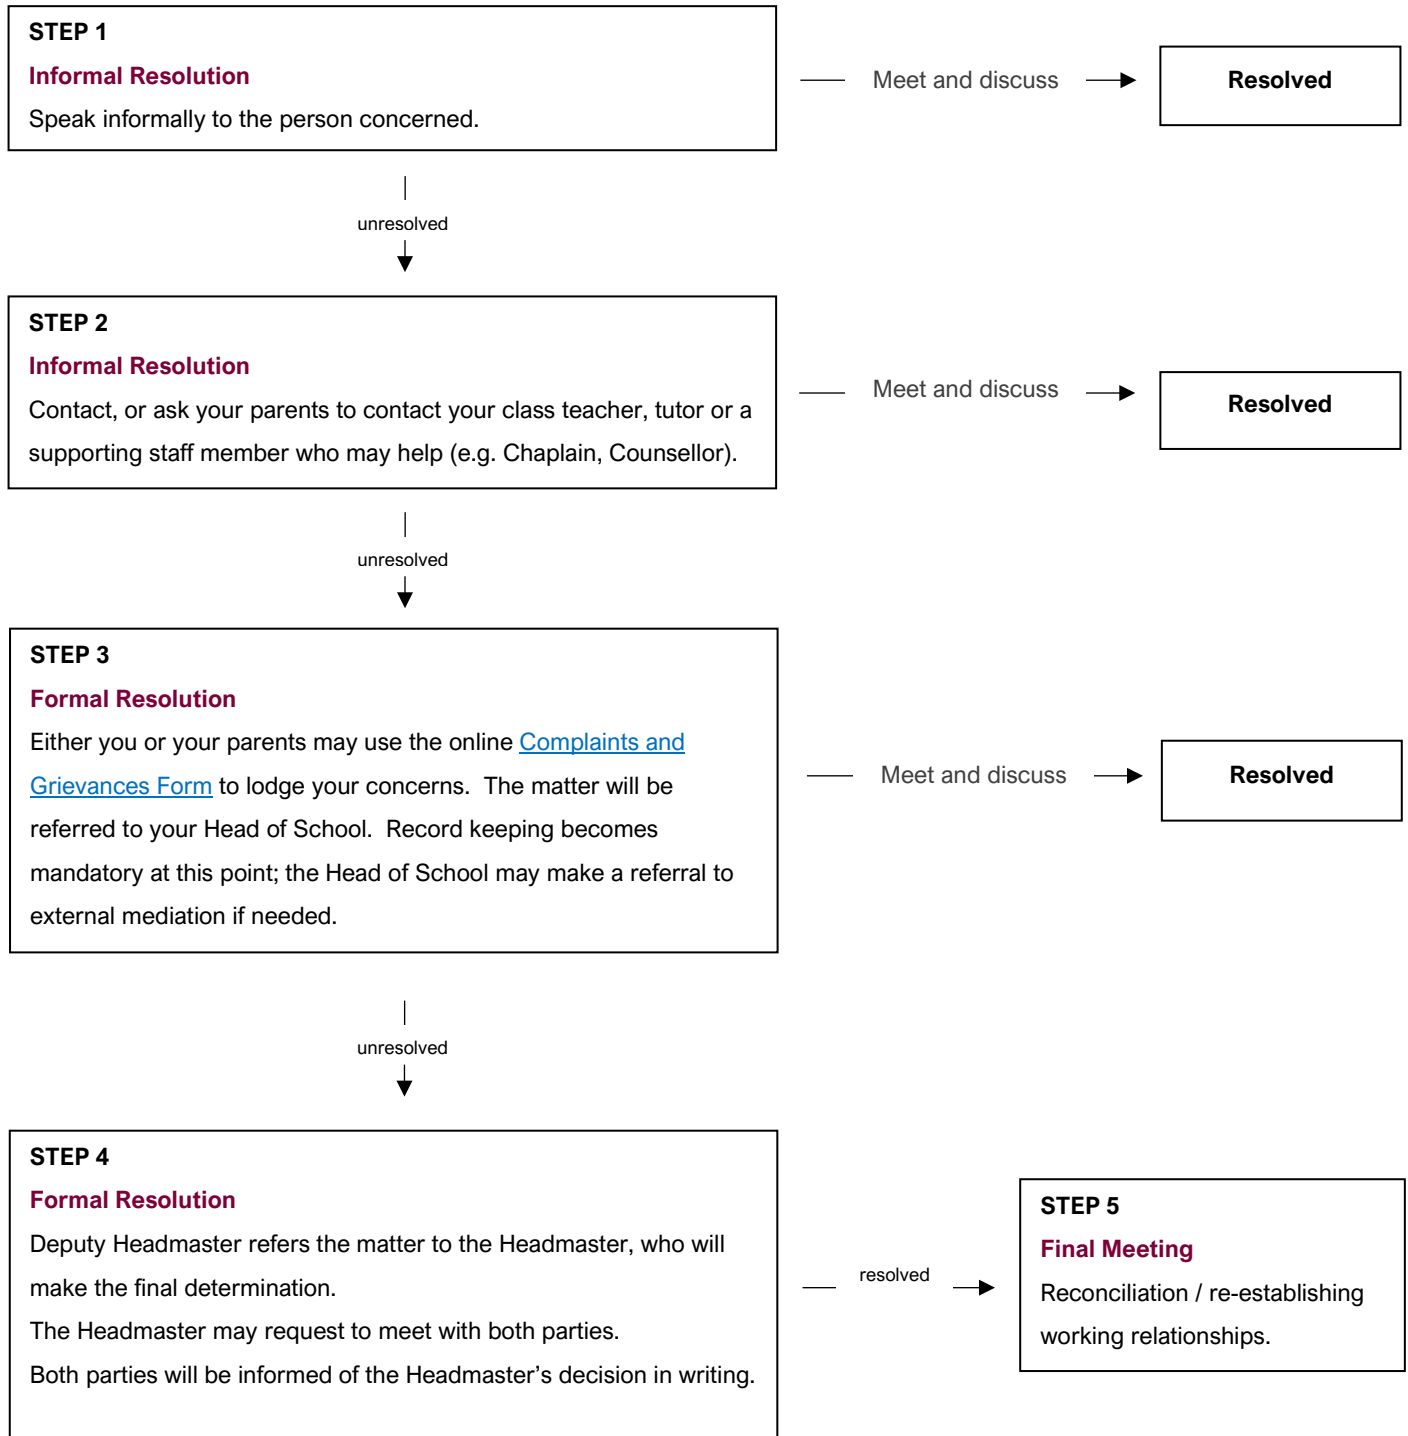 STEP 1
Informal Resolution
Speak informally to the person concerned.
Meet and discuss
Resolved
unresolved
STEP 2
Informal Resolution
Contact, or ask your parents to contact your class teacher, tutor or a
supporting staff member who may help (e.g. Chaplain, Counsellor).
Meet and discuss
Resolved
unresolved
STEP 3
Formal Resolution
Either you or your parents may use the online Complaints and
Grievances Form to lodge your concerns.  The matter will be
referred to your Head of School.  Record keeping becomes
mandatory at this point; the Head of School may make a referral to
external mediation if needed.
Meet and discuss
Resolved
unresolved
STEP 4
Formal Resolution
Deputy Headmaster refers the matter to the Headmaster, who will
make the final determination.
The Headmaster may request to meet with both parties.
Both parties will be informed of the Headmaster’s decision in writing.
resolved
STEP 5
Final Meeting
Reconciliation / re-establishing
working relationships.